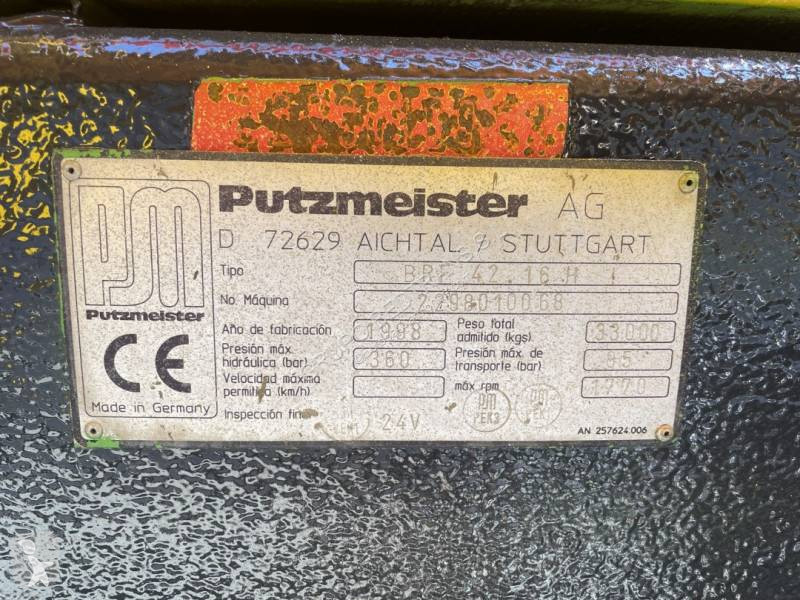 Putzmeister AG
D 72629 AICHTAL / STUTTGART
Tipo BRF 42.16 H
No Máquina
Año de fabricación 1998 Peso total admitido (kgs) 33000
Presión máx. hidráulica (bar) 360 Presión máx. de transporte (bar)
Velocidad máxima permitida (km/h) máx rpm
Inspección final 24V
PM
Putzmeister
CE
Made in Germany
AN 257624.006